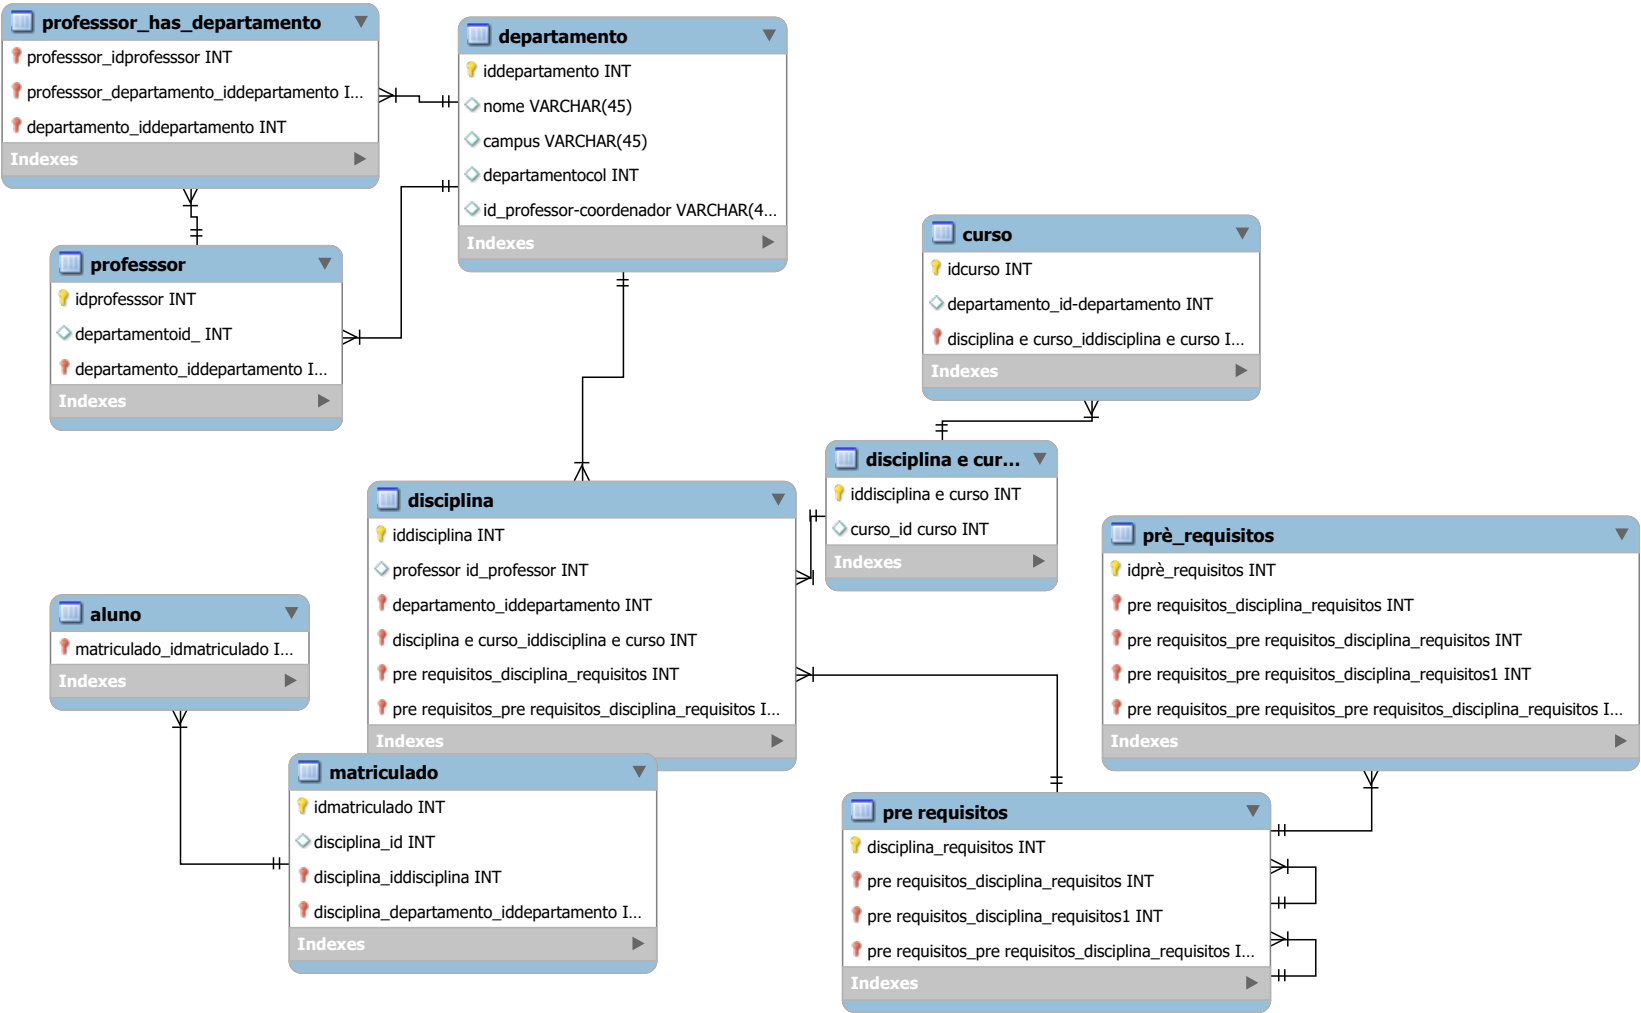 professsor_has_departamento
professsor_idprofesssor INT
professsor_departamento_iddepartamento I...
departamento_iddepartamento INT
Indexes
departamento
iddepartamento INT
nome VARCHAR(45)
campus VARCHAR(45)
departamentocol INT
id_professor-coordenador VARCHAR(4...
Indexes
professsor
idprofesssor INT
departamentoid_ INT
departamento_iddepartamento I...
Indexes
curso
idcurso INT
departamento_id-departamento INT
disciplina e curso_iddisciplina e curso I...
Indexes
disciplina e cur...
iddisciplina e curso INT
curso_id curso INT
Indexes
disciplina
iddisciplina INT
professor id_professor INT
departamento_iddepartamento INT
disciplina e curso_iddisciplina e curso INT
pre requisitos_disciplina_requisitos INT
pre requisitos_pre requisitos_disciplina_requisitos I...
Indexes
prè_requisitos
idprè_requisitos INT
pre requisitos_disciplina_requisitos INT
pre requisitos_pre requisitos_disciplina_requisitos INT
pre requisitos_pre requisitos_disciplina_requisitos1 INT
pre requisitos_pre requisitos_pre requisitos_disciplina_requisitos I...
Indexes
aluno
matriculado_idmatriculado I...
Indexes
matriculado
idmatriculado INT
disciplina_id INT
disciplina_iddisciplina INT
disciplina_departamento_iddepartamento I...
Indexes
pre requisitos
disciplina_requisitos INT
pre requisitos_disciplina_requisitos INT
pre requisitos_disciplina_requisitos1 INT
pre requisitos_pre requisitos_disciplina_requisitos I...
Indexes